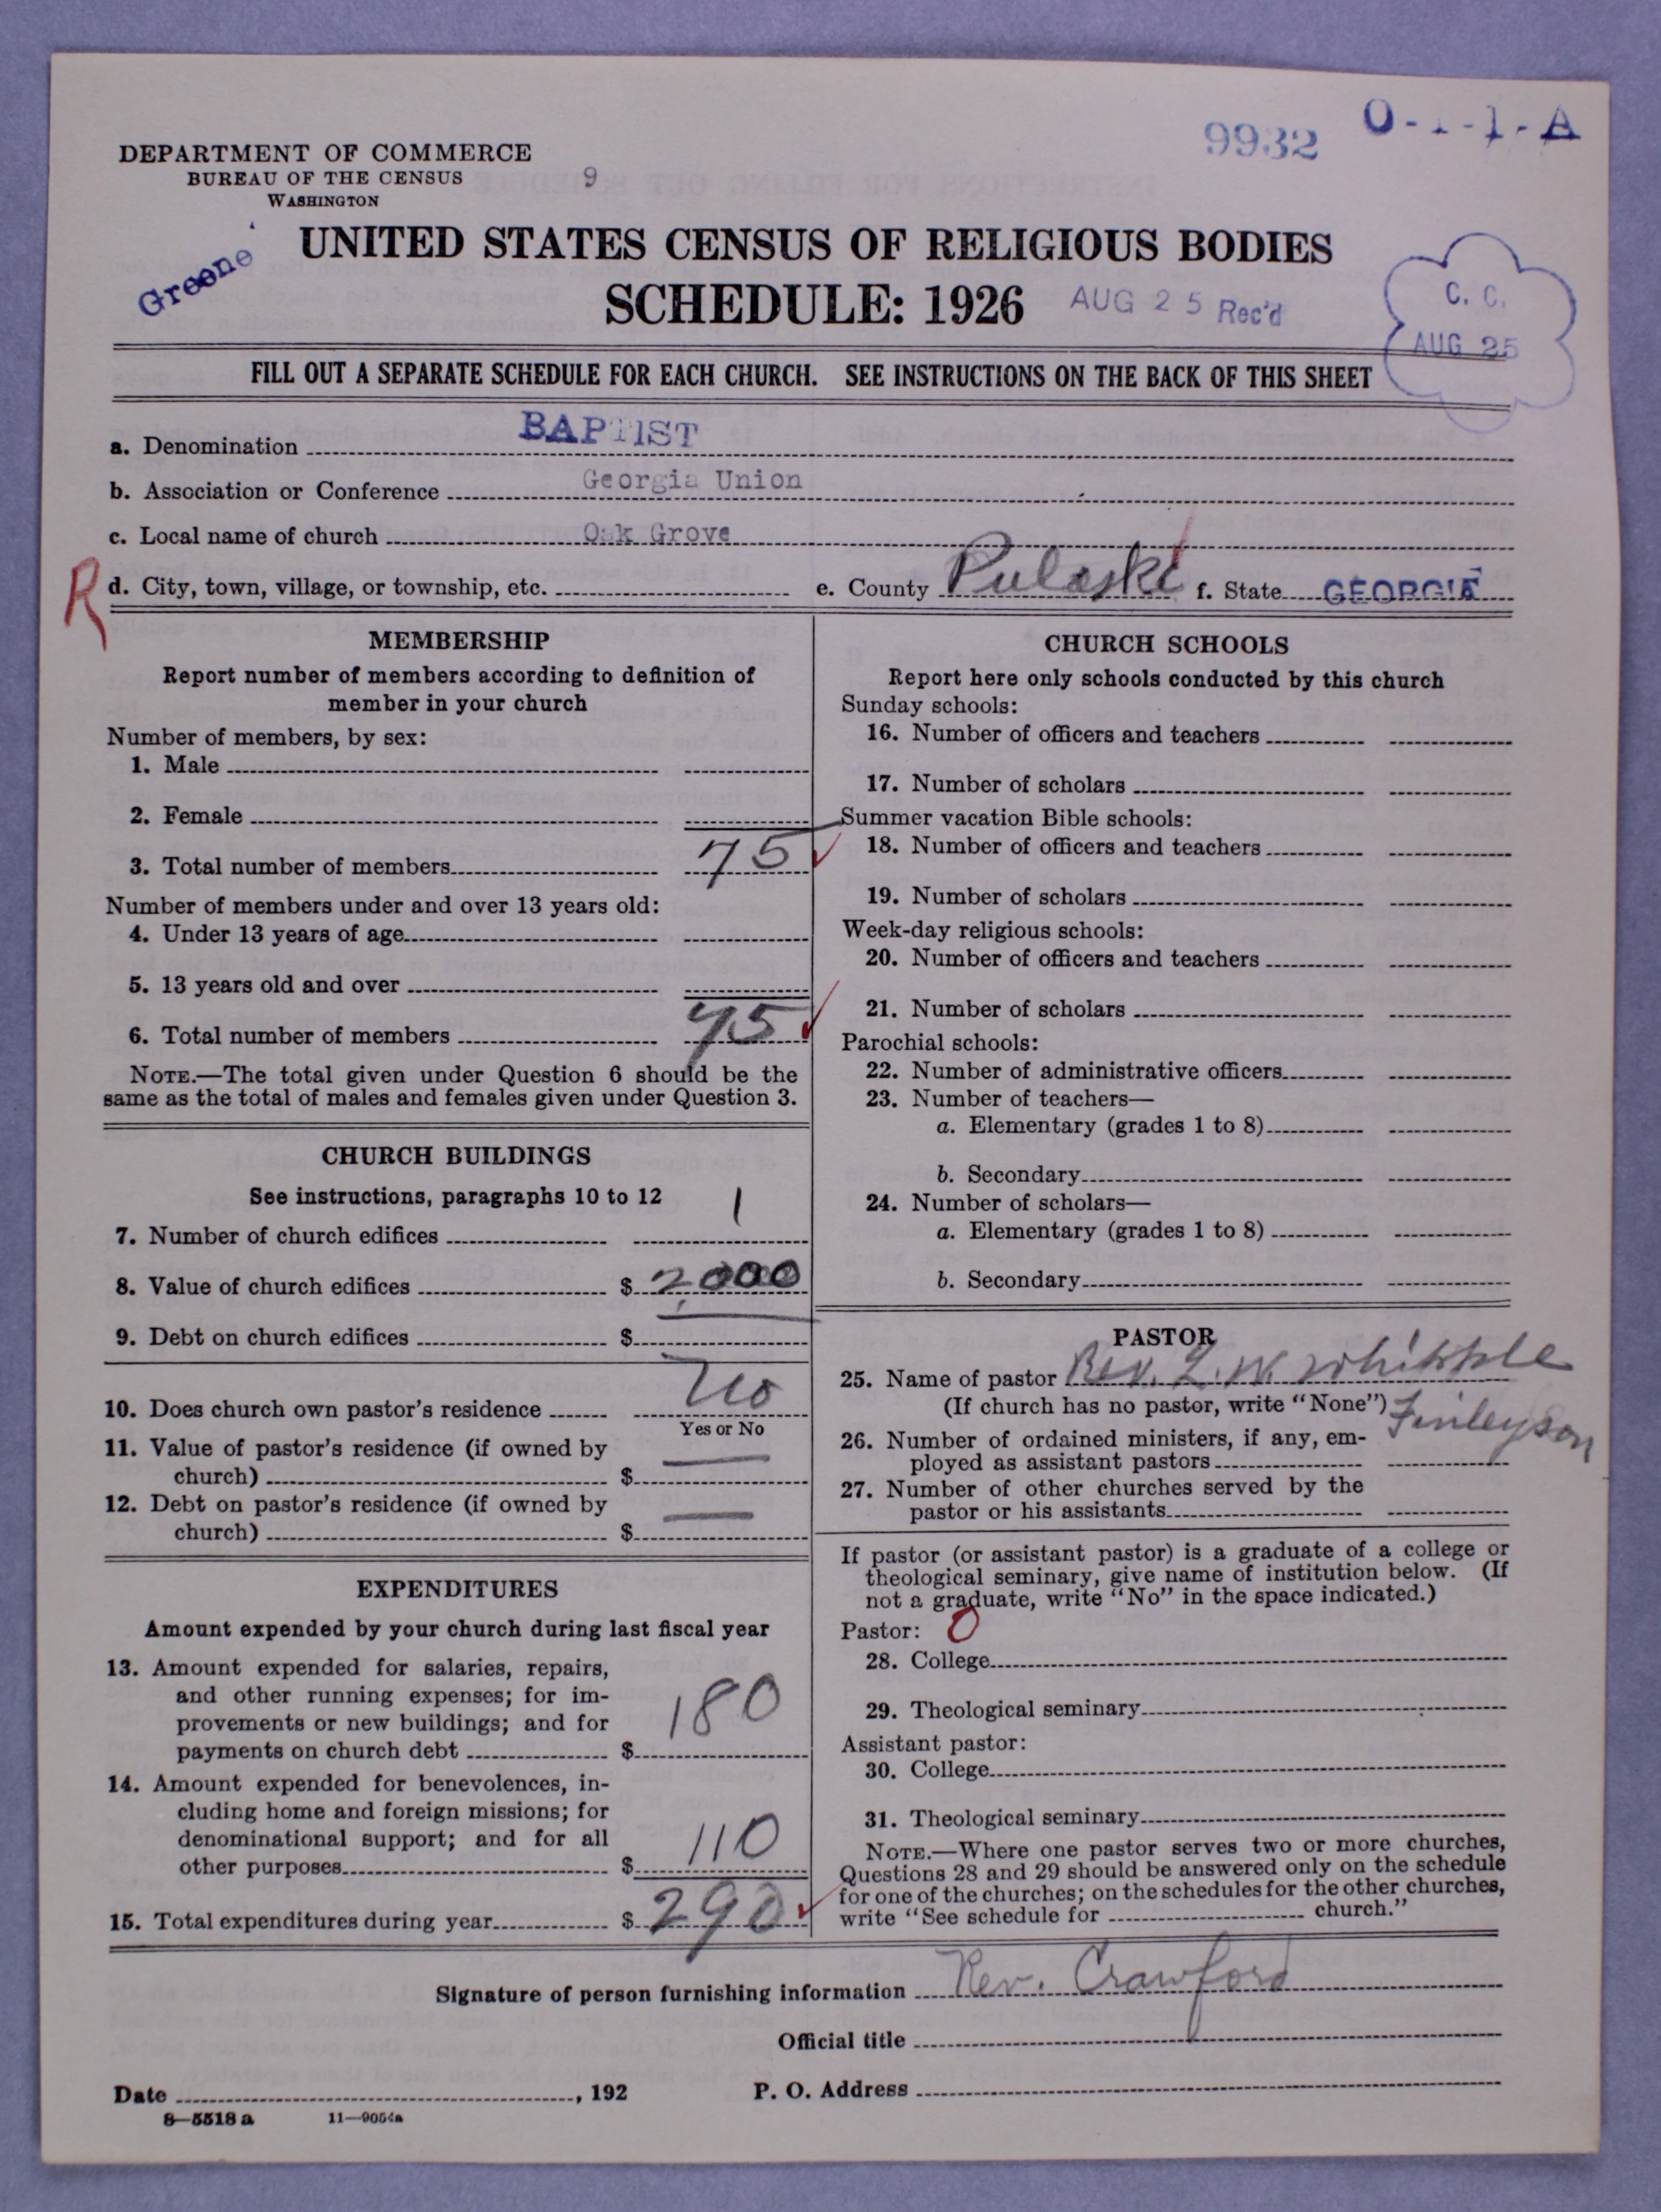 9932 O-1-1-A
DEPARTMENT OF COMMERCE
BUREAU OF THE CENSUS 9
WASHINGTON
Greene
UNITED STATES CENSUS OF RELIGIOUS BODIES
SCHEDULE: 1926 AUG 25 Rec'd
C. C.
AUG 25
FILL OUT A SEPARATE SCHEDULE FOR EACH CHURCH. SEE INSTRUCTIONS ON THE BACK OF THIS SHEET
a. Denomination BAPTIST
b. Association or Conference Georgia Union
c. Local name of church Oak Grove
R d. City, town, village, or township, etc. e. County Pulaski f. State GEORGIA
MEMBERSHIP
Report number of members according to definition of
member in your church
Number of members, by sex:
1. Male
2. Female
3. Total number of members 75
Number of members under and over 13 years old:
4. Under 13 years of age
5. 13 years old and over
6. Total number of members 75
NOTE.—The total given under Question 6 should be the
same as the total of males and females given under Question 3.
CHURCH BUILDINGS
See instructions, paragraphs 10 to 12
7. Number of church edifices 1
8. Value of church edifices $ 2,000
9. Debt on church edifices $
10. Does church own pastor's residence No
Yes or No
11. Value of pastor's residence (if owned by
church) $ —
12. Debt on pastor's residence (if owned by
church) $ —
EXPENDITURES
Amount expended by your church during last fiscal year
13. Amount expended for salaries, repairs,
and other running expenses; for im-
provements or new buildings; and for
payments on church debt $ 180
14. Amount expended for benevolences, in-
cluding home and foreign missions; for
denominational support; and for all
other purposes $ 110
15. Total expenditures during year $ 290
CHURCH SCHOOLS
Report here only schools conducted by this church
Sunday schools:
16. Number of officers and teachers
17. Number of scholars
Summer vacation Bible schools:
18. Number of officers and teachers
19. Number of scholars
Week-day religious schools:
20. Number of officers and teachers
21. Number of scholars
Parochial schools:
22. Number of administrative officers
23. Number of teachers—
a. Elementary (grades 1 to 8)
b. Secondary
24. Number of scholars—
a. Elementary (grades 1 to 8)
b. Secondary
PASTOR
25. Name of pastor Rev. L. W. Whipple
(If church has no pastor, write "None") Finleyson
26. Number of ordained ministers, if any, em-
ployed as assistant pastors
27. Number of other churches served by the
pastor or his assistants
If pastor (or assistant pastor) is a graduate of a college or
theological seminary, give name of institution below. (If
not a graduate, write "No" in the space indicated.)
Pastor: 0
28. College
29. Theological seminary
Assistant pastor:
30. College
31. Theological seminary
NOTE.—Where one pastor serves two or more churches,
Questions 28 and 29 should be answered only on the schedule
for one of the churches; on the schedules for the other churches,
write "See schedule for church."
Signature of person furnishing information Rev. Crawford
Official title
Date , 192 P. O. Address
8—5518 a 11—9054a